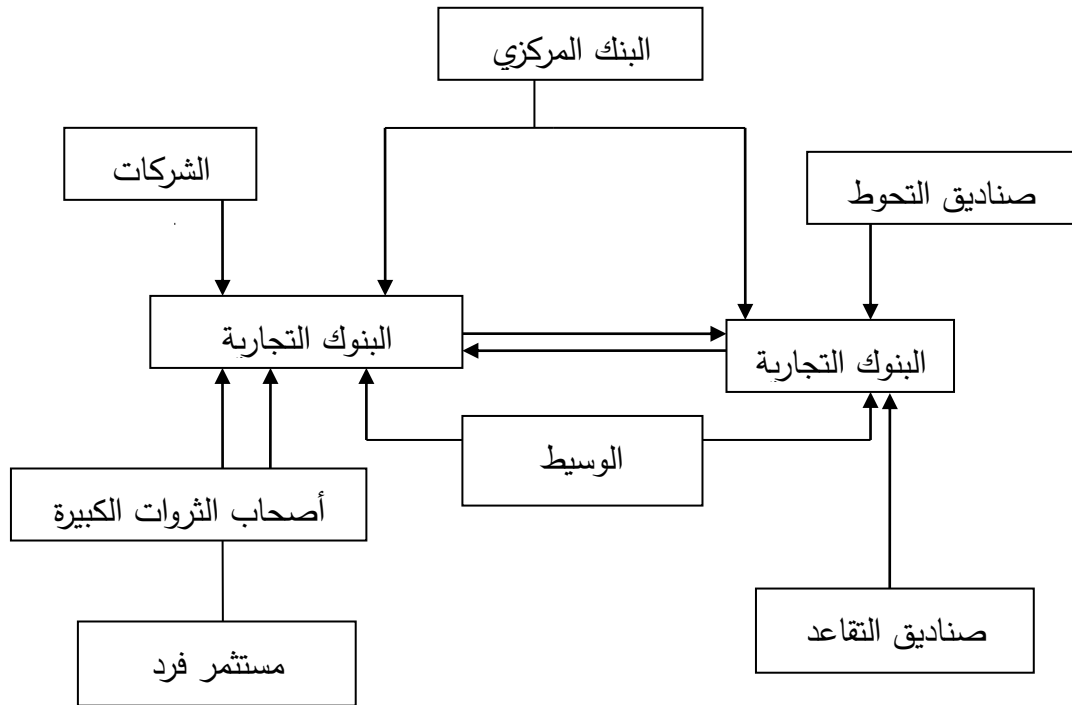 البنك المركزي
الشركات
صناديق التحوط
البنوك التجارية
البنوك التجارية
الوسيط
أصحاب الثروات الكبيرة
صناديق التقاعد
مستثمر فرد